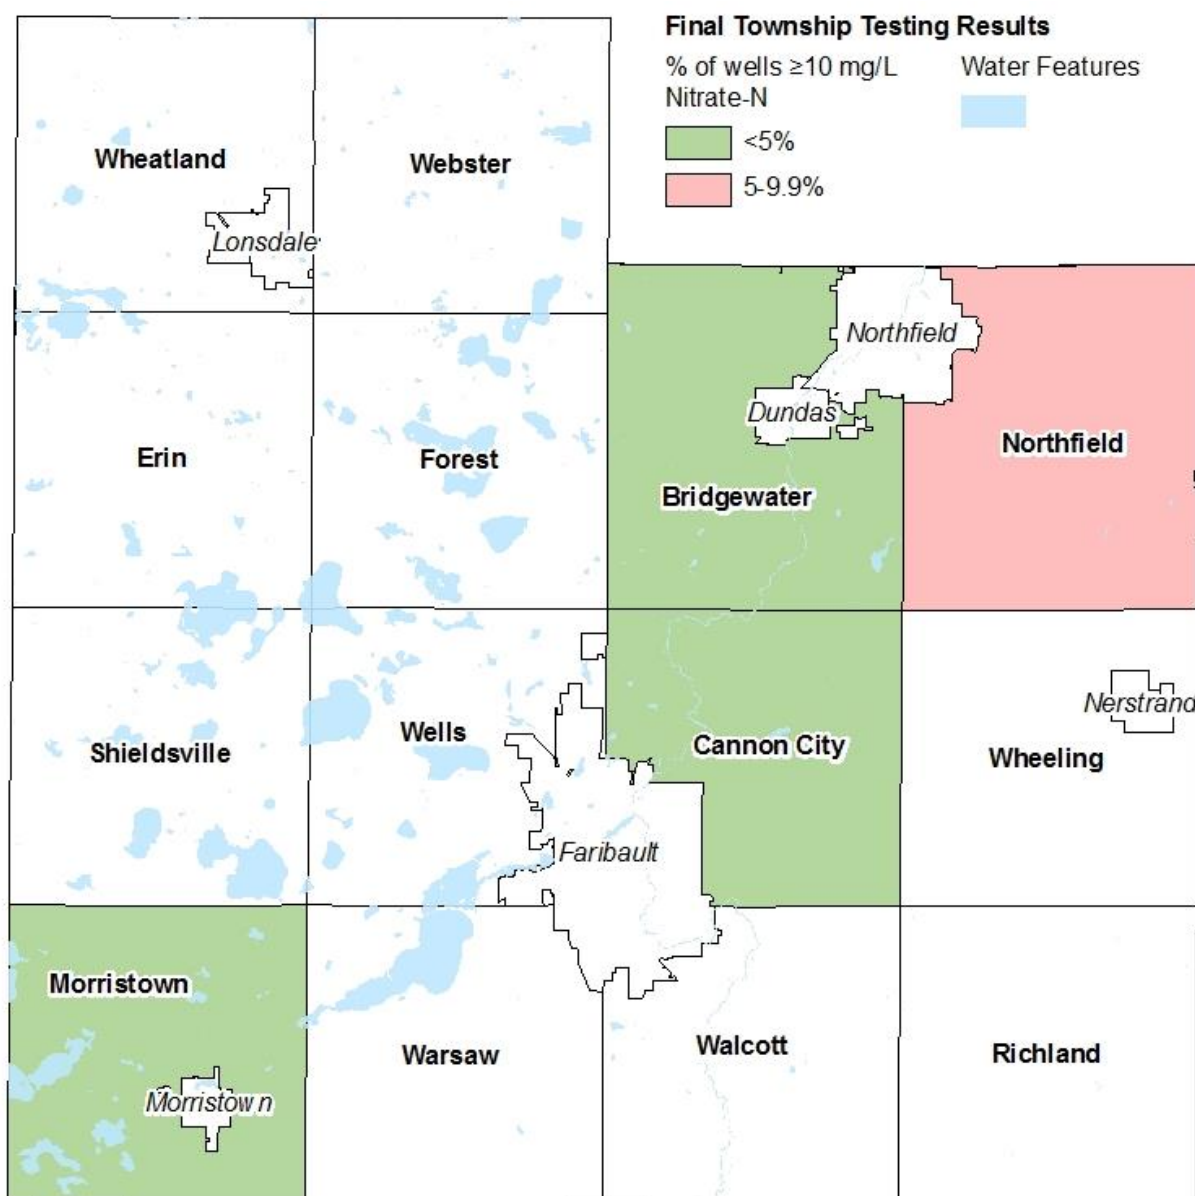 Final Township Testing Results
% of wells ≥10 mg/L
Nitrate-N
Water Features
<5%
5-9.9%
Wheatland
Webster
Lonsdale
Northfield
Dundas
Northfield
Erin
Forest
Bridgewater
Nerstrand
Shieldsville
Wells
Cannon City
Wheeling
Faribault
Morristown
Warsaw
Walcott
Richland
Morristown